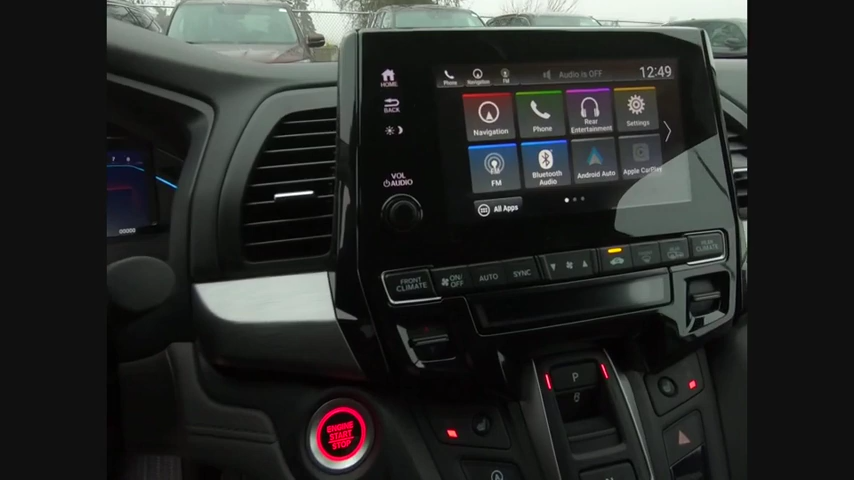 HOME
BACK
VOL
AUDIO
Phone
Navigation
FM
Audio is OFF
12:49
Navigation
Phone
Rear
Entertainment
Settings
FM
Bluetooth
Audio
Android Auto
Apple CarPlay
All Apps
FRONT
CLIMATE
ON/
OFF
AUTO
SYNC
REAR
CLIMATE
ENGINE
START
STOP
P
00000